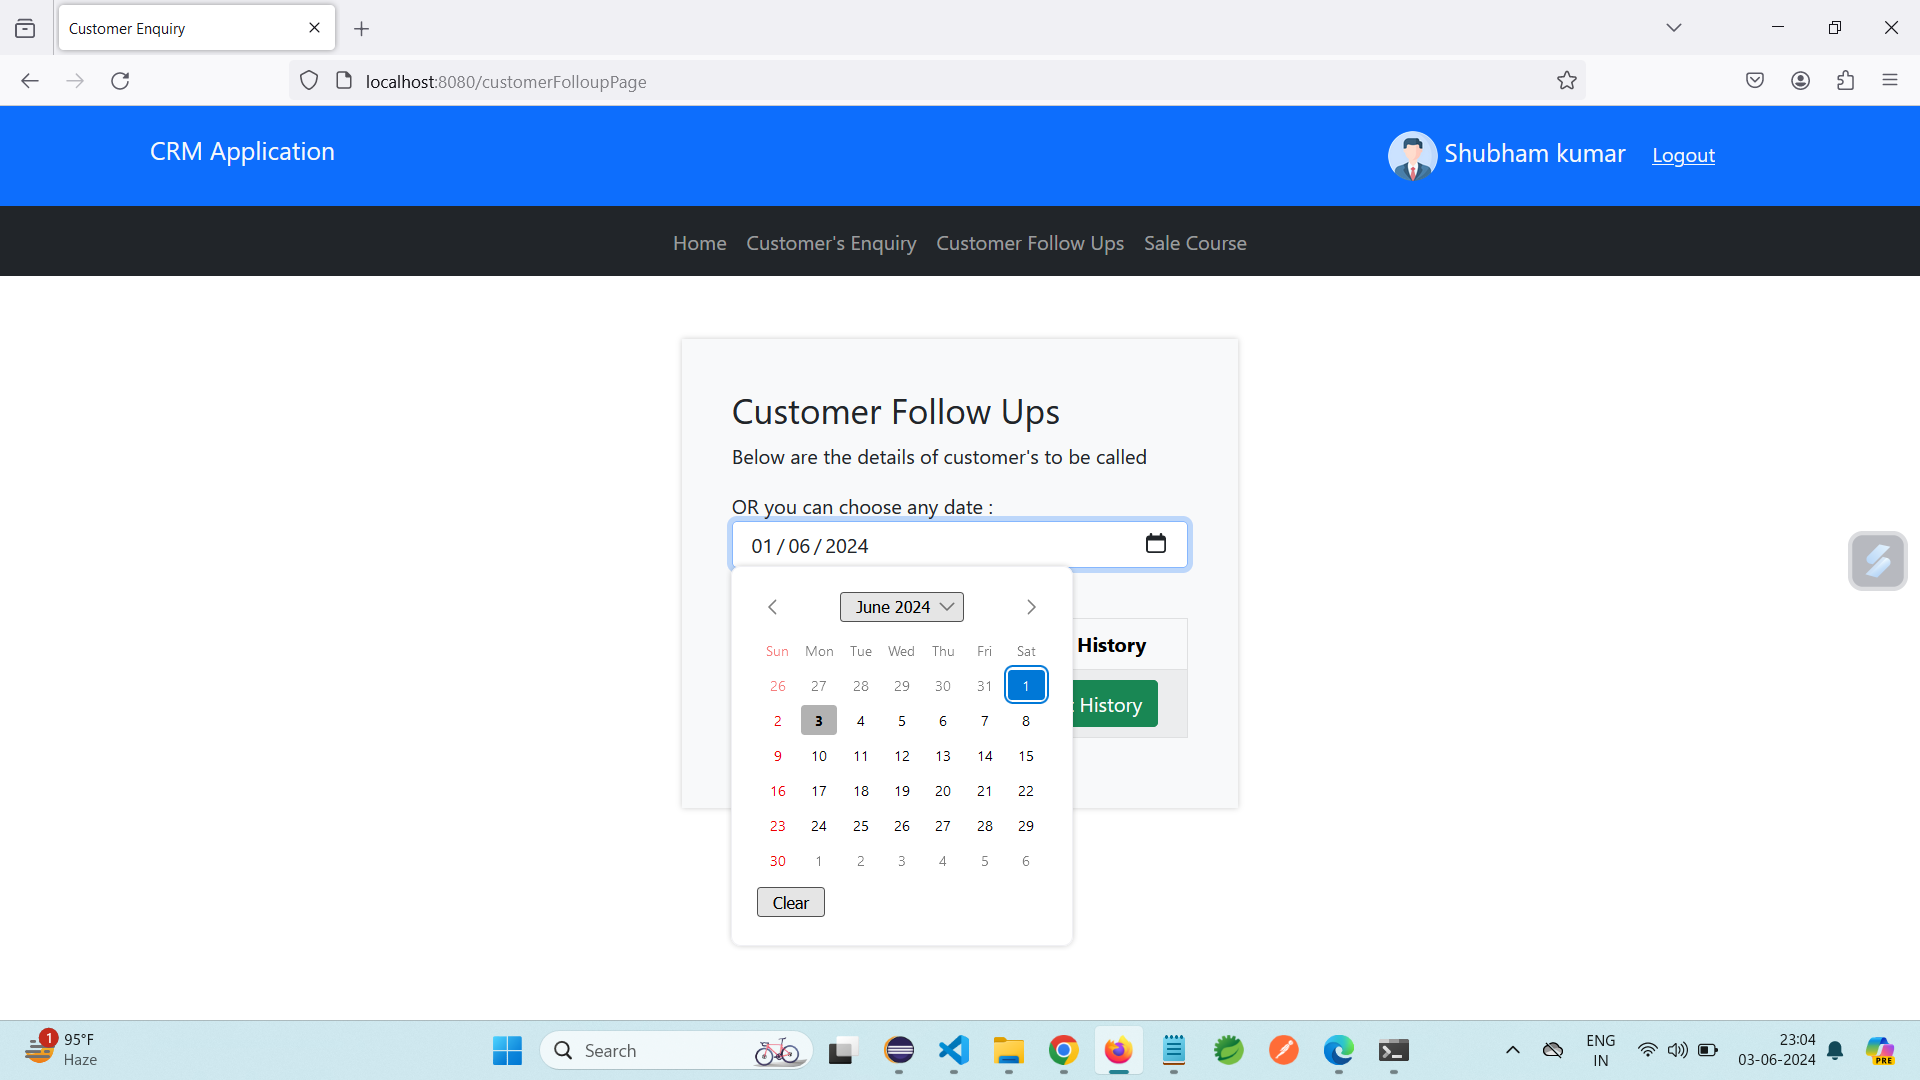 Customer Enquiry
localhost:8080/customerFolloupPage
CRM Application
Shubham kumar
Logout
Home Customer's Enquiry Customer Follow Ups Sale Course
Customer Follow Ups
Below are the details of customer's to be called
OR you can choose any date :
01/06/2024
June 2024
Sun Mon Tue Wed Thu Fri Sat
26 27 28 29 30 31 1
2 3 4 5 6 7 8
9 10 11 12 13 14 15
16 17 18 19 20 21 22
23 24 25 26 27 28 29
30 1 2 3 4 5 6
Clear
History
History
1
95°F
Haze
Search
PRE
ENG
IN
23:04
03-06-2024